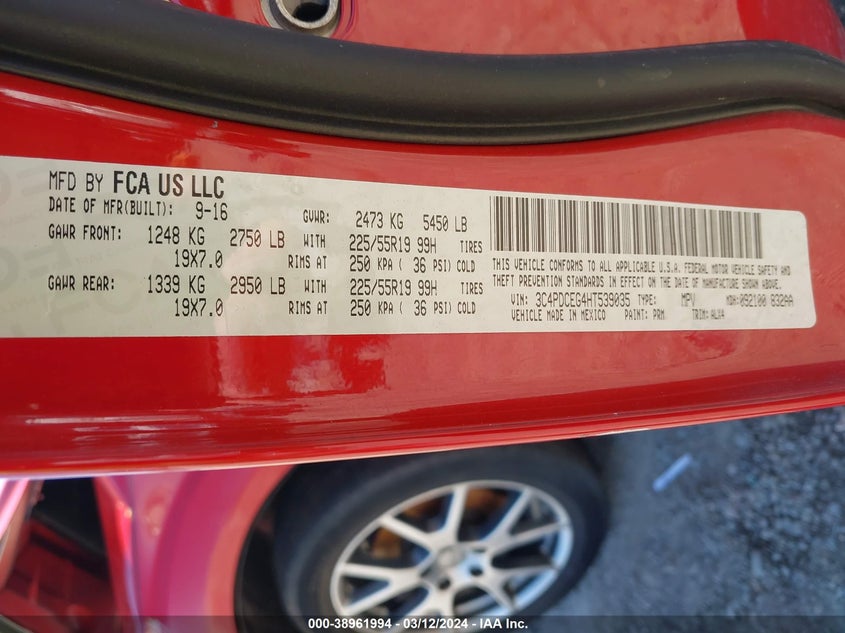 MFD BY FCA US LLC
DATE OF MFR(BUILT): 9-16 GVWR: 2473 KG 5450 LB
GAWR FRONT: 1248 KG 2750 LB WITH 225/55R19 99H TIRES
19X7.0 RIMS AT 250 KPA ( 36 PSI) COLD
GAWR REAR: 1339 KG 2950 LB WITH 225/55R19 99H TIRES
19X7.0 RIMS AT 250 KPA ( 36 PSI) COLD
THIS VEHICLE CONFORMS TO ALL APPLICABLE U.S.A. FEDERAL MOTOR VEHICLE SAFETY AND
THEFT PREVENTION STANDARDS IN EFFECT ON THE DATE OF MANUFACTURE SHOWN ABOVE.
VIN: 3C4PDCEG4HT539035 TYPE: MPV MDH: 092100 832AA
VEHICLE MADE IN MEXICO PAINT: PRM TRIM: ALX4
000-38961994 - 03/12/2024 - IAA Inc.